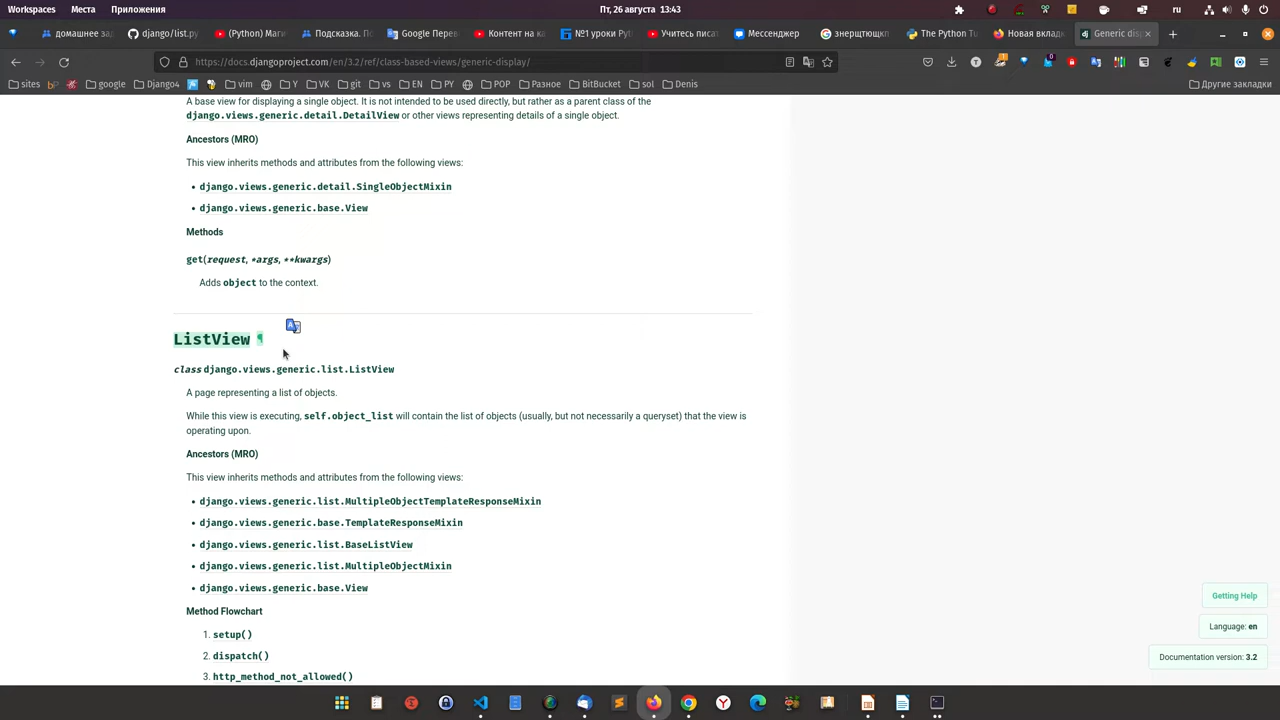 Workspaces Места Приложения Пт, 26 августа 13:43 ru
домашнее зад django/list.py (Python) Маги Подсказка. По Google Перев Контент на ка №1 уроки Pyt Учитесь писат Мессенджер знерщтющкп The Python Tu Новая вклад Generic disp
https://docs.djangoproject.com/en/3.2/ref/class-based-views/generic-display/
sites bp google Django4 vim Y VK git vs EN PY POP Разное BitBucket sol Denis Другие закладки
A base view for displaying a single object. It is not intended to be used directly, but rather as a parent class of the
django.views.generic.detail.DetailView or other views representing details of a single object.
Ancestors (MRO)
This view inherits methods and attributes from the following views:
• django.views.generic.detail.SingleObjectMixin
• django.views.generic.base.View
Methods
get(request, *args, **kwargs)
Adds object to the context.
ListView ¶
class django.views.generic.list.ListView
A page representing a list of objects.
While this view is executing, self.object_list will contain the list of objects (usually, but not necessarily a queryset) that the view is
operating upon.
Ancestors (MRO)
This view inherits methods and attributes from the following views:
• django.views.generic.list.MultipleObjectTemplateResponseMixin
• django.views.generic.base.TemplateResponseMixin
• django.views.generic.list.BaseListView
• django.views.generic.list.MultipleObjectMixin
• django.views.generic.base.View
Method Flowchart
1. setup()
2. dispatch()
3. http_method_not_allowed()
Getting Help
Language: en
Documentation version: 3.2